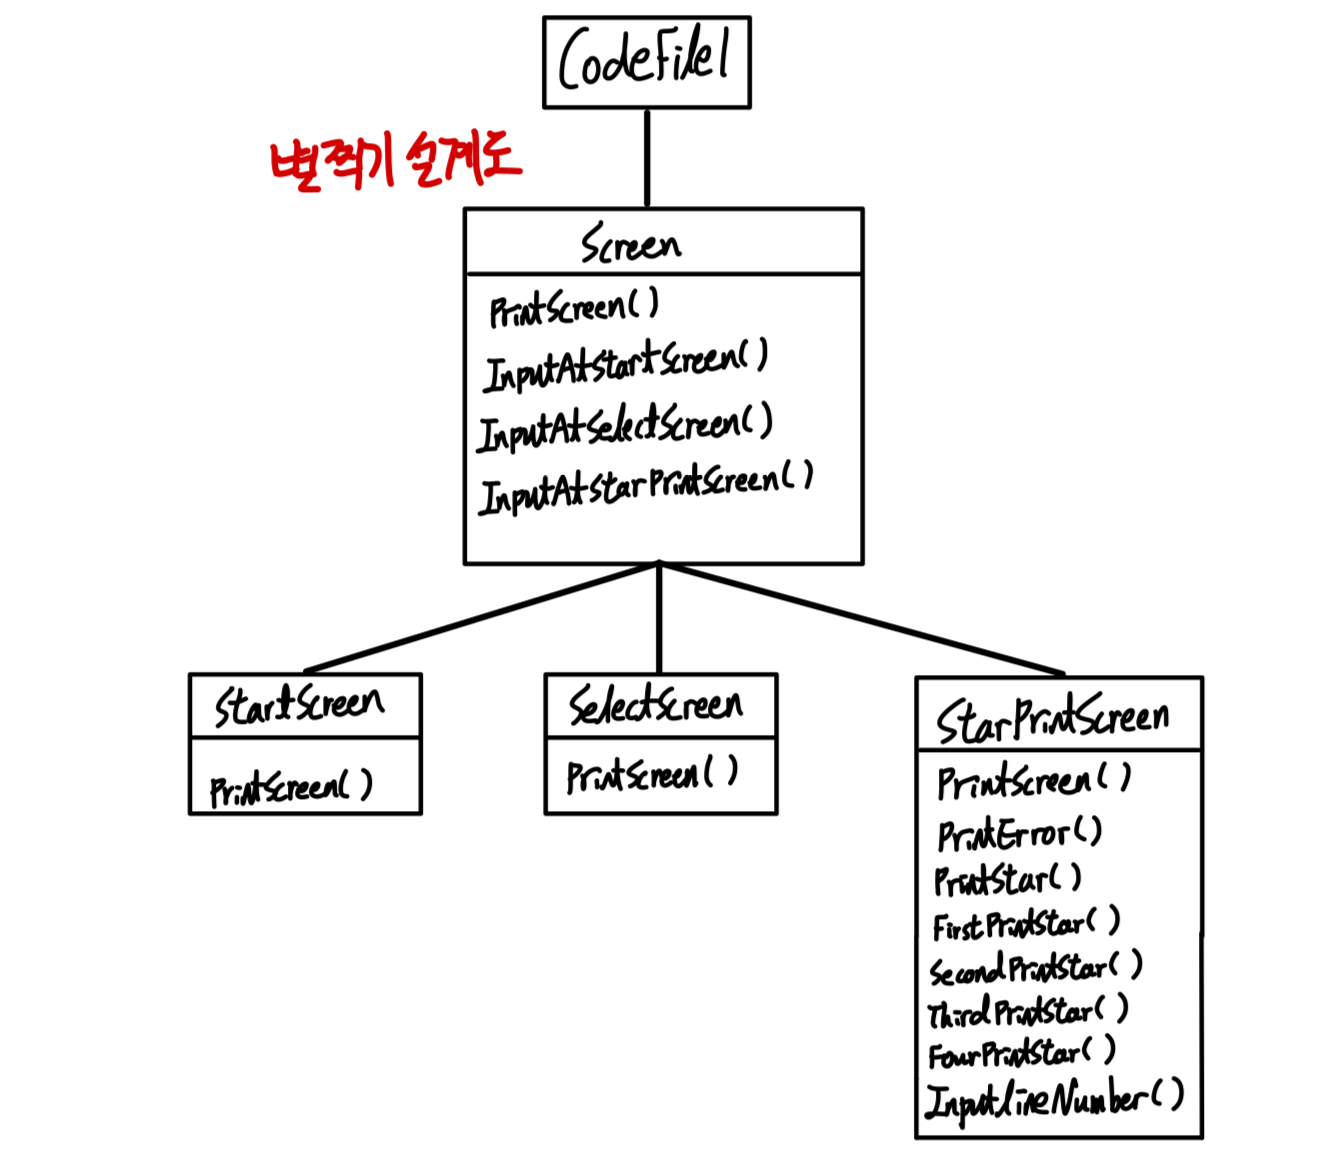 CodeFile1
별찍기 설계도
Screen
PrintScreen()
InputAtStartScreen()
InputAtSelectScreen()
InputAtStarPrintScreen()
StartScreen
PrintScreen()
SelectScreen
PrintScreen()
StarPrintScreen
PrintScreen()
PrintError()
PrintStar()
FirstPrintStar()
SecondPrintStar()
ThirdPrintStar()
FourPrintStar()
InputlineNumber()